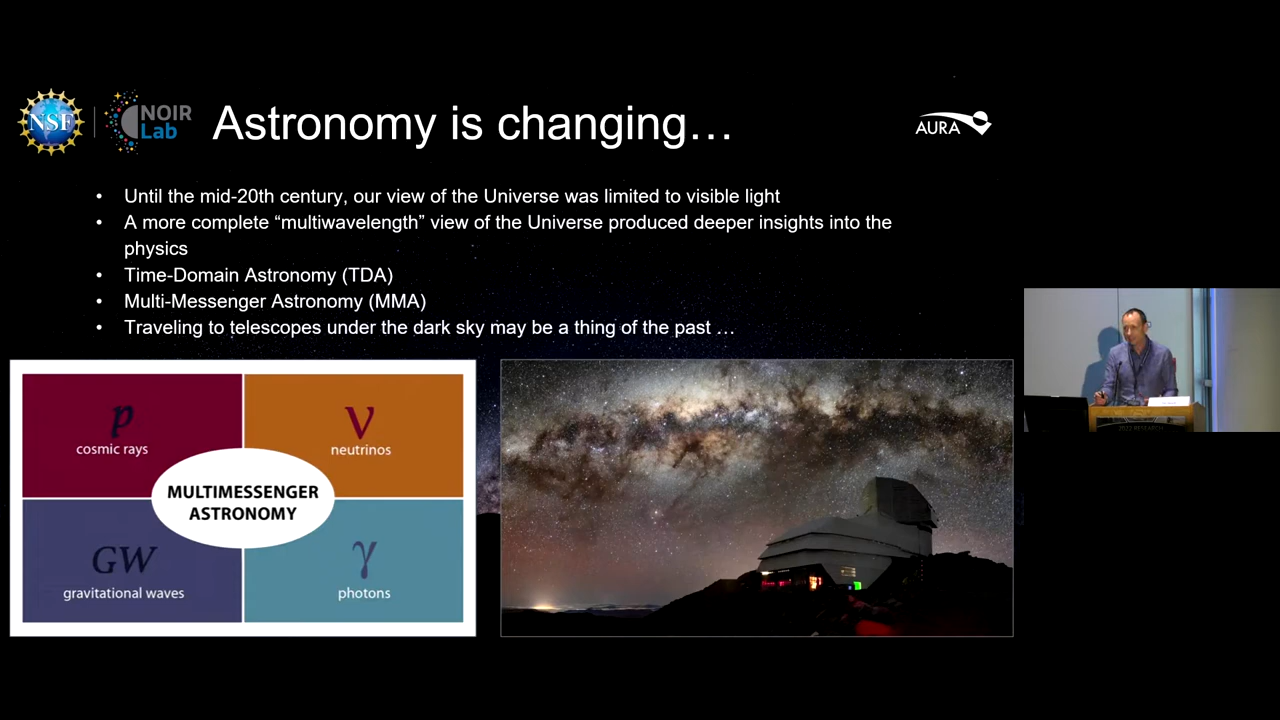 NSF
NOIR
Lab
Astronomy is changing…
AURA
• Until the mid-20th century, our view of the Universe was limited to visible light
• A more complete “multiwavelength” view of the Universe produced deeper insights into the
physics
• Time-Domain Astronomy (TDA)
• Multi-Messenger Astronomy (MMA)
• Traveling to telescopes under the dark sky may be a thing of the past …
p
cosmic rays
ν
neutrinos
MULTIMESSENGER
ASTRONOMY
GW
gravitational waves
γ
photons
2022 RESEARCH